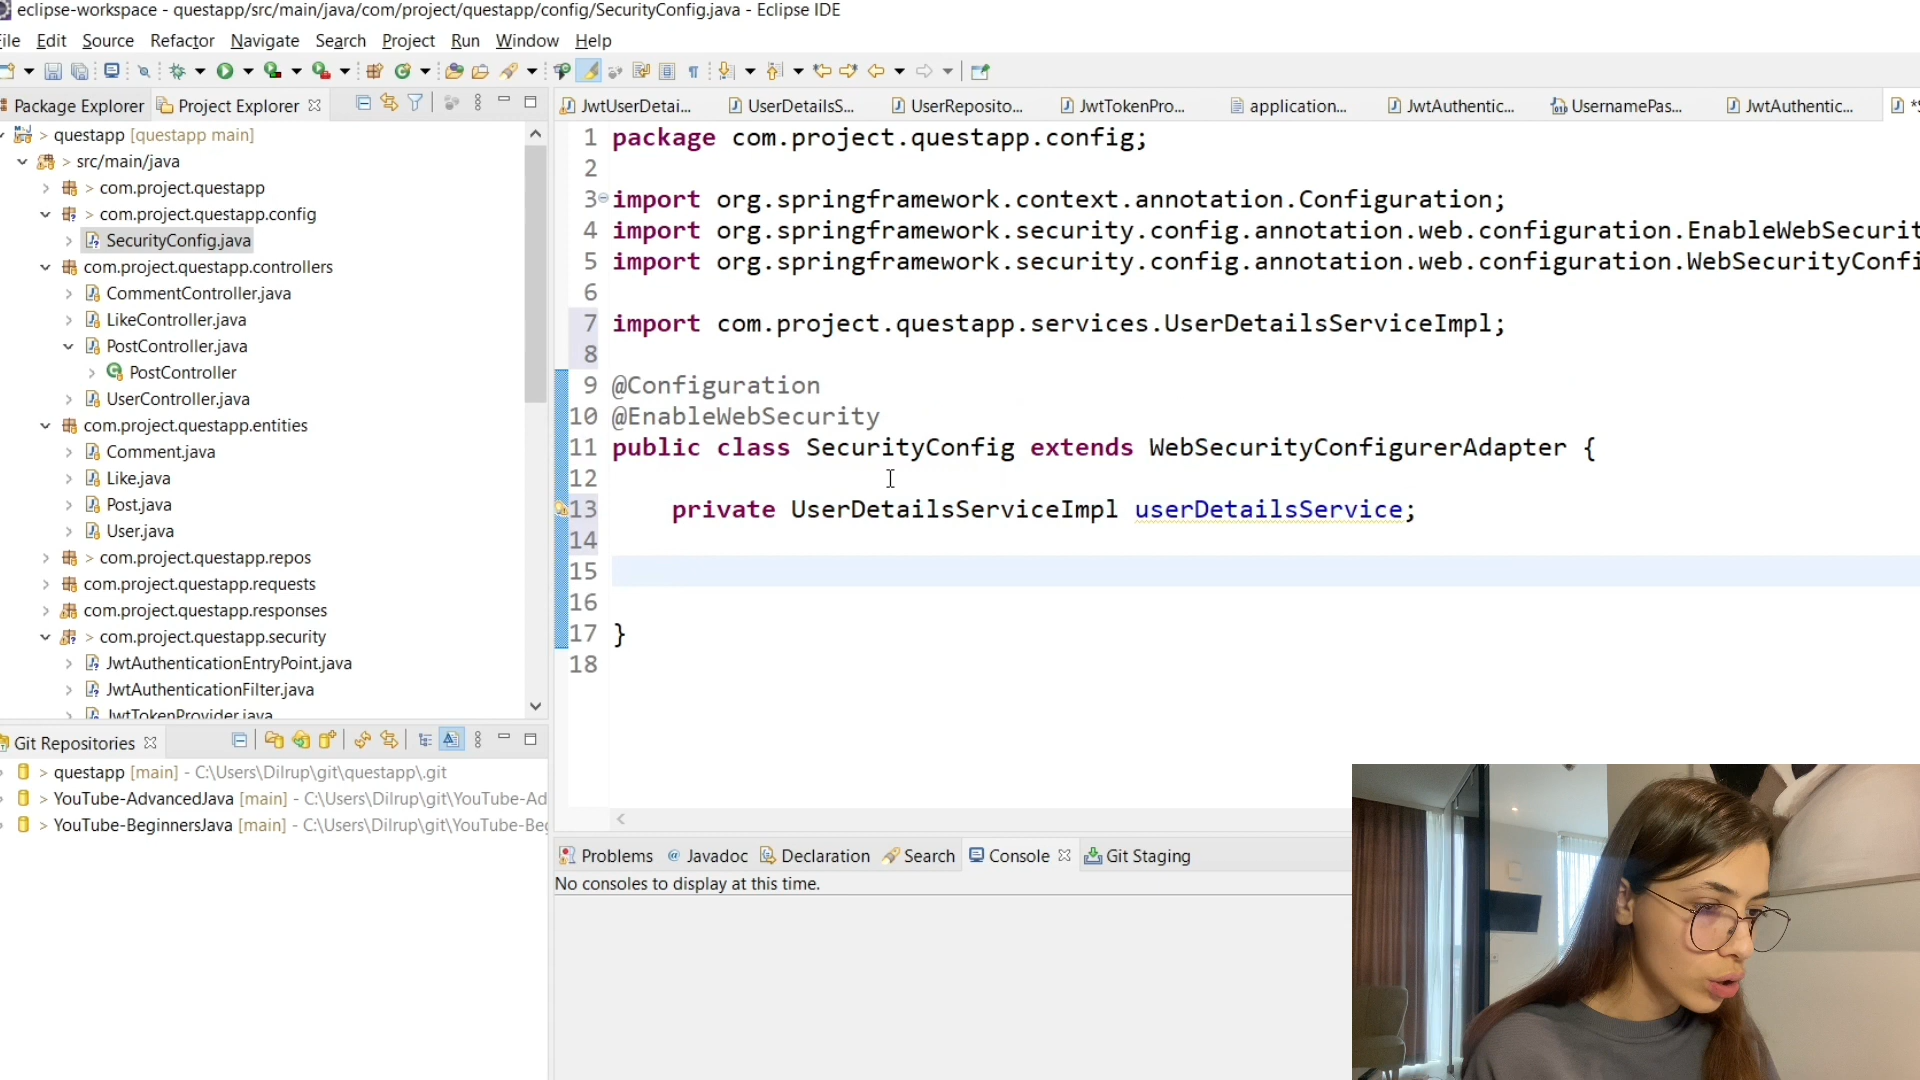 eclipse-workspace - questapp/src/main/java/com/project/questapp/config/SecurityConfig.java - Eclipse IDE
File Edit Source Refactor Navigate Search Project Run Window Help
Package Explorer Project Explorer
JwtUserDetai... UserDetailsS... UserReposito... JwtTokenPro... application... JwtAuthentic... UsernamePas... JwtAuthentic...
> questapp [questapp main]
> src/main/java
> com.project.questapp
> com.project.questapp.config
SecurityConfig.java
com.project.questapp.controllers
CommentController.java
LikeController.java
PostController.java
PostController
UserController.java
com.project.questapp.entities
Comment.java
Like.java
Post.java
User.java
> com.project.questapp.repos
com.project.questapp.requests
com.project.questapp.responses
> com.project.questapp.security
JwtAuthenticationEntryPoint.java
JwtAuthenticationFilter.java
JwtTokenProvider.java
1 package com.project.questapp.config;
2
3 import org.springframework.context.annotation.Configuration;
4 import org.springframework.security.config.annotation.web.configuration.EnableWebSecurit
5 import org.springframework.security.config.annotation.web.configuration.WebSecurityConfi
6
7 import com.project.questapp.services.UserDetailsServiceImpl;
8
9 @Configuration
10 @EnableWebSecurity
11 public class SecurityConfig extends WebSecurityConfigurerAdapter {
12
13 private UserDetailsServiceImpl userDetailsService;
14
15
16
17 }
18
Git Repositories
> questapp [main] - C:\Users\Dilrup\git\questapp\.git
> YouTube-AdvancedJava [main] - C:\Users\Dilrup\git\YouTube-Ad
> YouTube-BeginnersJava [main] - C:\Users\Dilrup\git\YouTube-Beg
Problems Javadoc Declaration Search Console Git Staging
No consoles to display at this time.